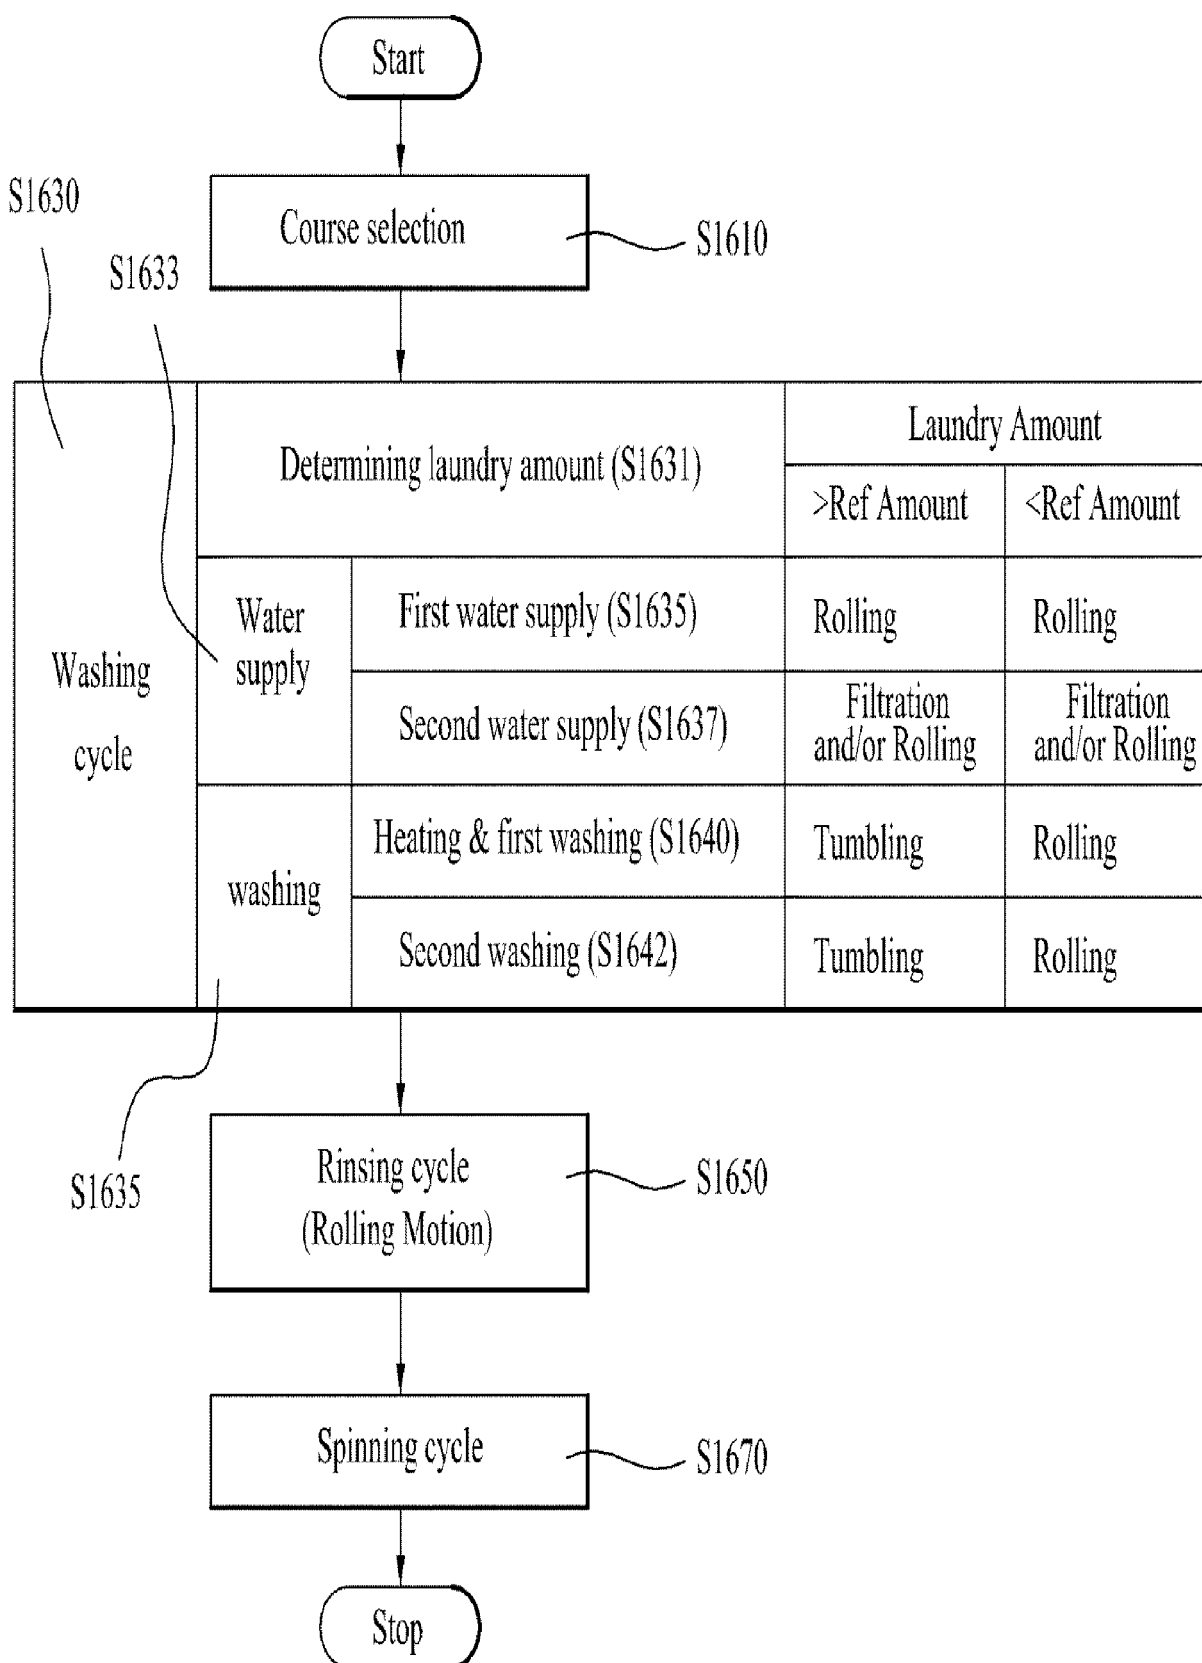 Start
S1630
Course selection
S1610
S1633
Determining laundry amount (S1631)
Laundry Amount
>Ref Amount
<Ref Amount
Washing
cycle
Water
supply
First water supply (S1635)
Rolling
Rolling
Second water supply (S1637)
Filtration
and/or Rolling
Filtration
and/or Rolling
washing
Heating & first washing (S1640)
Tumbling
Rolling
Second washing (S1642)
Tumbling
Rolling
S1635
Rinsing cycle
(Rolling Motion)
S1650
Spinning cycle
S1670
Stop